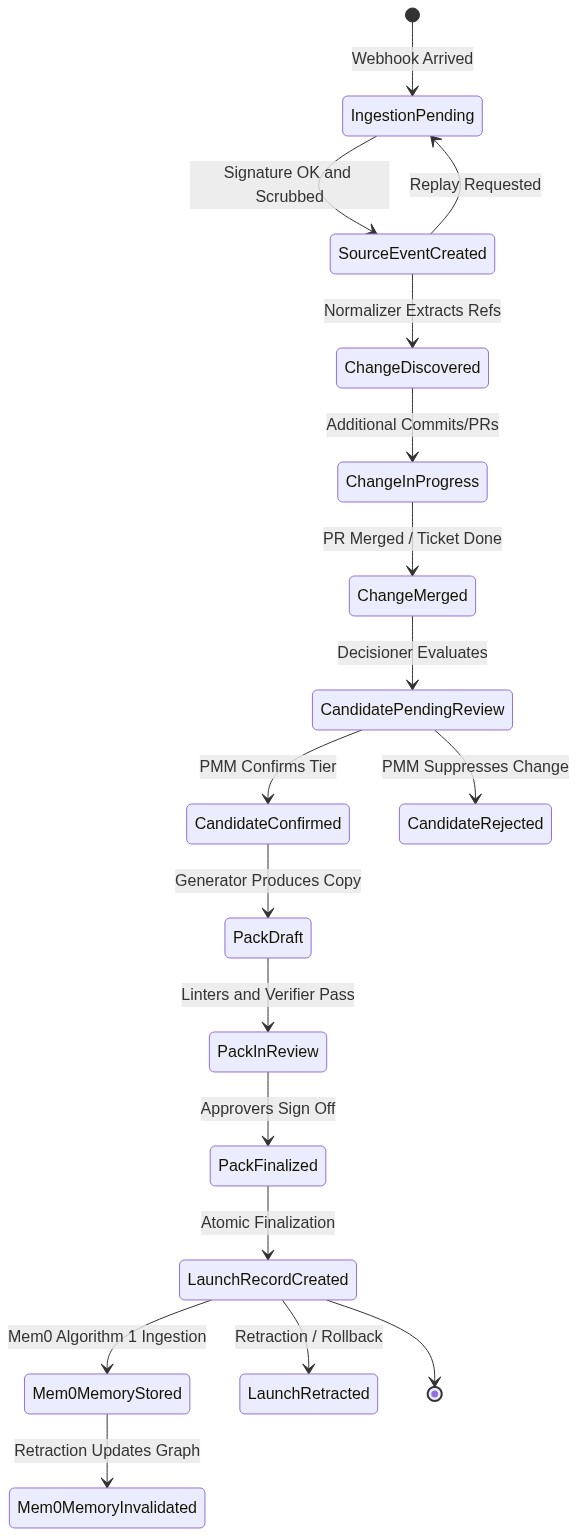 Webhook Arrived
IngestionPending
Signature OK and
Scrubbed
Replay Requested
SourceEventCreated
Normalizer Extracts Refs
ChangeDiscovered
Additional Commits/PRs
ChangeInProgress
PR Merged / Ticket Done
ChangeMerged
Decisioner Evaluates
CandidatePendingReview
PMM Confirms Tier
PMM Suppresses Change
CandidateConfirmed
CandidateRejected
Generator Produces Copy
PackDraft
Linters and Verifier Pass
PackInReview
Approvers Sign Off
PackFinalized
Atomic Finalization
LaunchRecordCreated
Mem0 Algorithm 1 Ingestion
Retraction / Rollback
Mem0MemoryStored
LaunchRetracted
Retraction Updates Graph
Mem0MemoryInvalidated